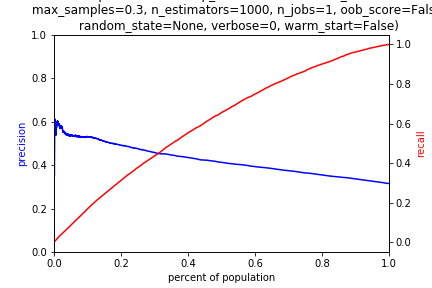 max_samples=0.3, n_estimators=1000, n_jobs=1, oob_score=Fals
random_state=None, verbose=0, warm_start=False)
1.0
0.8
0.6
0.4
0.2
0.0
precision
1.0
0.8
0.6
0.4
0.2
0.0
recall
0.0 0.2 0.4 0.6 0.8 1.0
percent of population